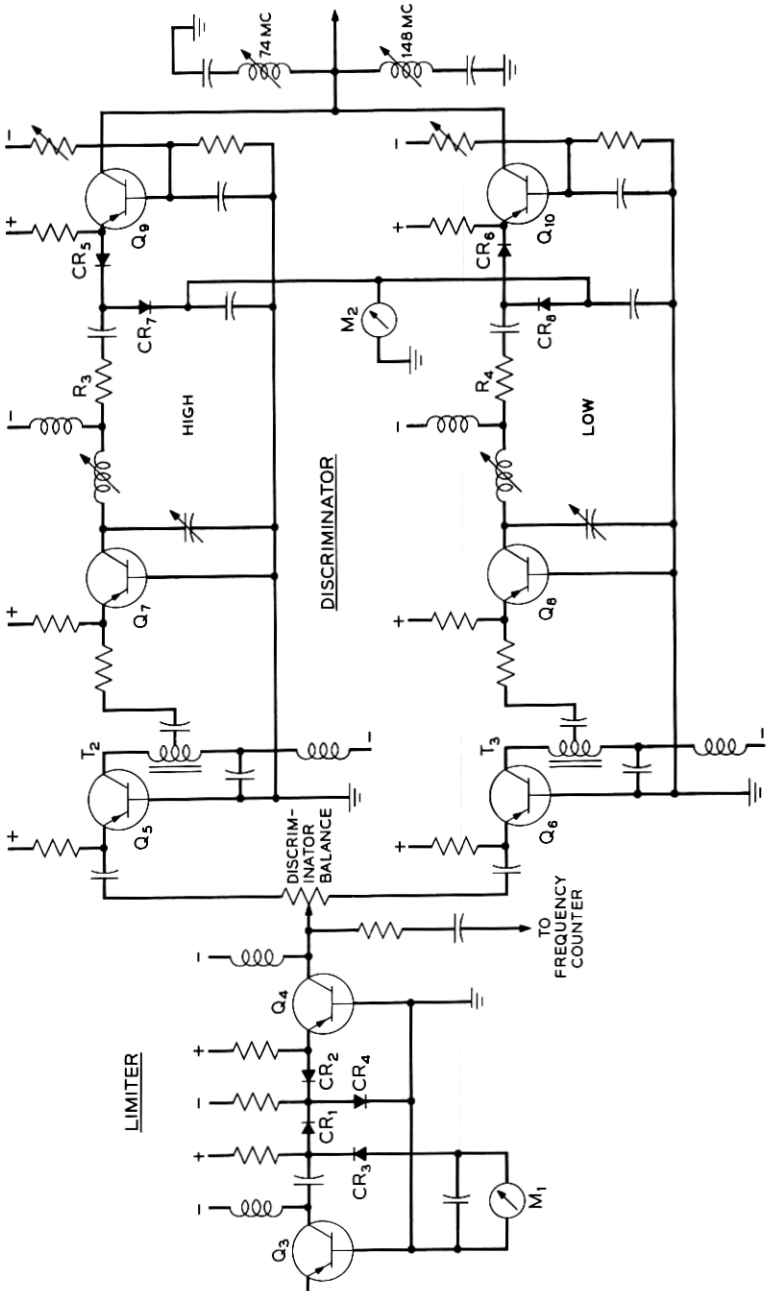 LIMITER
Q3
M1
CR3
CR1
CR2
CR4
Q4
−
+
−
+
−
TO
FREQUENCY
COUNTER
DISCRIM-
INATOR
BALANCE
DISCRIMINATOR
+
Q5
T2
−
+
Q7
−
R3
HIGH
CR7
CR5
+
Q9
−
M2
74 MC
148 MC
+
Q6
T3
−
+
Q8
−
R4
LOW
CR8
CR6
+
Q10
−